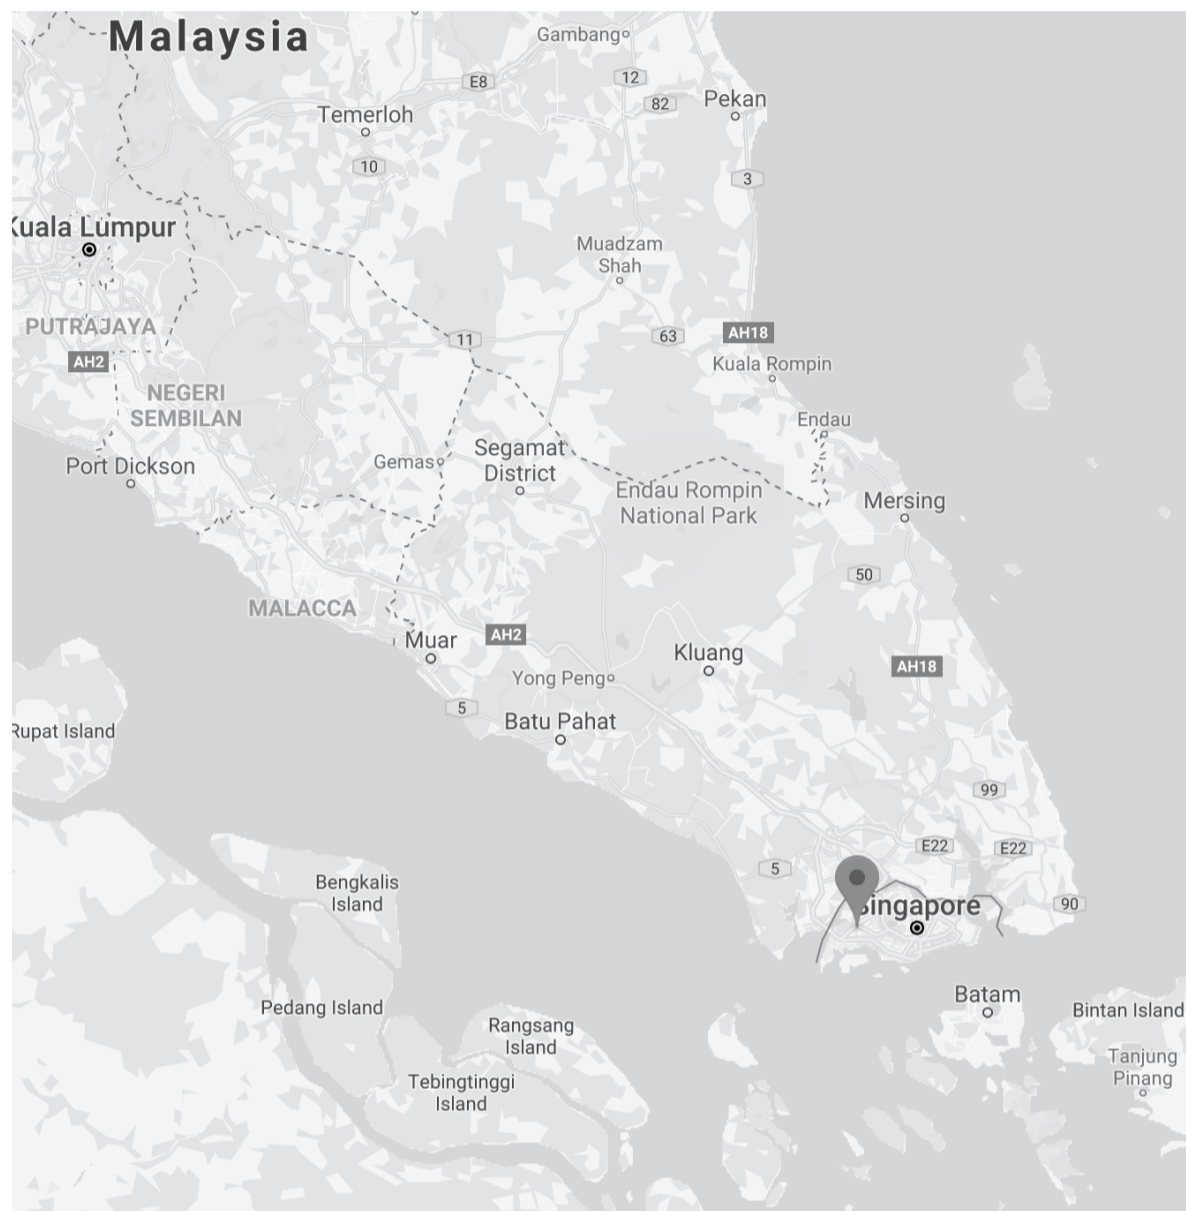 Malaysia
Gambang
12
E8
82
Pekan
Temerloh
10
3
Kuala Lumpur
Muadzam
Shah
PUTRAJAYA
AH18
11
63
AH2
Kuala Rompin
NEGERI
SEMBILAN
Endau
Port Dickson
Gemas
Segamat
District
Endau Rompin
National Park
Mersing
50
MALACCA
Muar
AH2
Kluang
AH18
Yong Peng
5
Batu Pahat
Rupat Island
99
E22
E22
5
Bengkalis
Island
Singapore
90
Batam
Pedang Island
Bintan Island
Rangsang
Island
Tanjung
Pinang
Tebingtinggi
Island